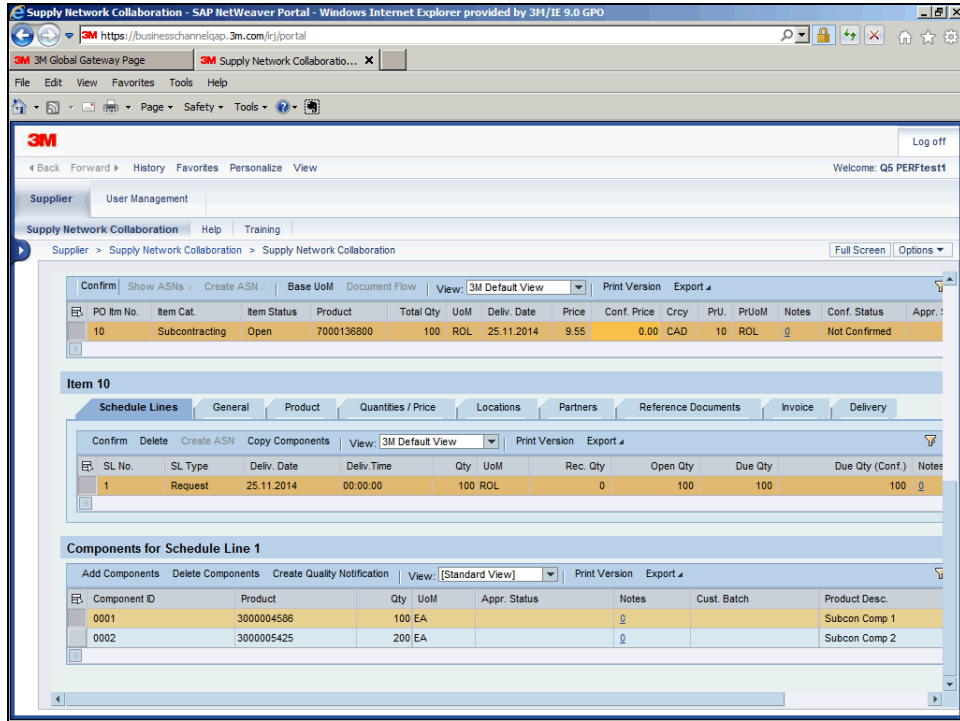 Supply Network Collaboration - SAP NetWeaver Portal - Windows Internet Explorer provided by 3M/IE 9.0 GPO
3M https://businesschannelqap.3m.com/irj/portal
3M 3M Global Gateway Page 3M Supply Network Collaboratio... X
File Edit View Favorites Tools Help
Page Safety Tools
3M Log off
Back Forward History Favorites Personalize View Welcome: Q5 PERFtest1
Supplier User Management
Supply Network Collaboration Help Training
Supplier > Supply Network Collaboration > Supply Network Collaboration Full Screen Options
Confirm Show ASNs Create ASN Base UoM Document Flow View: 3M Default View Print Version Export
PO Itm No. Item Cat. Item Status Product Total Qty UoM Deliv. Date Price Conf. Price Crcy PrU. PrUoM Notes Conf. Status Appr.
10 Subcontracting Open 7000136800 100 ROL 25.11.2014 9.55 0.00 CAD 10 ROL 0 Not Confirmed
Item 10
Schedule Lines General Product Quantities / Price Locations Partners Reference Documents Invoice Delivery
Confirm Delete Create ASN Copy Components View: 3M Default View Print Version Export
SL No. SL Type Deliv. Date Deliv.Time Qty UoM Rec. Qty Open Qty Due Qty Due Qty (Conf.) Notes
1 Request 25.11.2014 00:00:00 100 ROL 0 100 100 100 0
Components for Schedule Line 1
Add Components Delete Components Create Quality Notification View: [Standard View] Print Version Export
Component ID Product Qty UoM Appr. Status Notes Cust. Batch Product Desc.
0001 3000004586 100 EA 0 Subcon Comp 1
0002 3000005425 200 EA 0 Subcon Comp 2